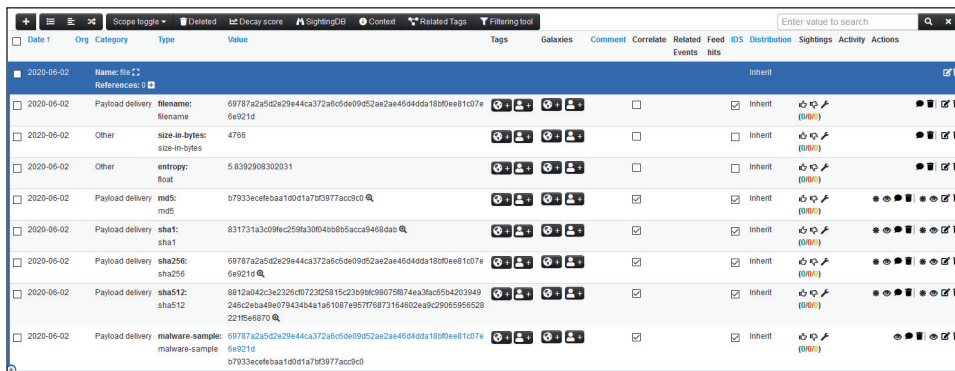 Scope toggle Deleted Decay score SightingDB Context Related Tags Filtering tool Enter value to search
Date Org Category Type Value Tags Galaxies Comment Correlate Related Events Feed hits IDS Distribution Sightings Activity Actions
2020-06-02 Name: file Inherit
References: 0
2020-06-02 Payload delivery filename: 69787a2a5d2e29e44ca372a6c6de09d52ae2ae46d4dda18bf0ee81c07e Inherit
filename 6e921d (0/0/0)
2020-06-02 Other size-in-bytes: 4766 Inherit
size-in-bytes (0/0/0)
2020-06-02 Other entropy: 5.8392908302031 Inherit
float (0/0/0)
2020-06-02 Payload delivery md5: b7933ecefebaa1d0d1a7bf3977acc9c0 Inherit
md5 (0/0/0)
2020-06-02 Payload delivery sha1: 831731a3c09fec259fa30f04bb8b5acca9468dab Inherit
sha1 (0/0/0)
2020-06-02 Payload delivery sha256: 69787a2a5d2e29e44ca372a6c6de09d52ae2ae46d4dda18bf0ee81c07e Inherit
sha256 6e921d (0/0/0)
2020-06-02 Payload delivery sha512: 8812a042c3e2326cf0723f25815c23b9bfc98075f874ea3fac65b4203949 Inherit
sha512 246c2eba49e079434b4a1a61087e957f76873164602ea9c29065956528 (0/0/0)
221f5e6870
2020-06-02 Payload delivery malware-sample: 69787a2a5d2e29e44ca372a6c6de09d52ae2ae46d4dda18bf0ee81c07e Inherit
malware-sample 6e921d (0/0/0)
b7933ecefebaa1d0d1a7bf3977acc9c0